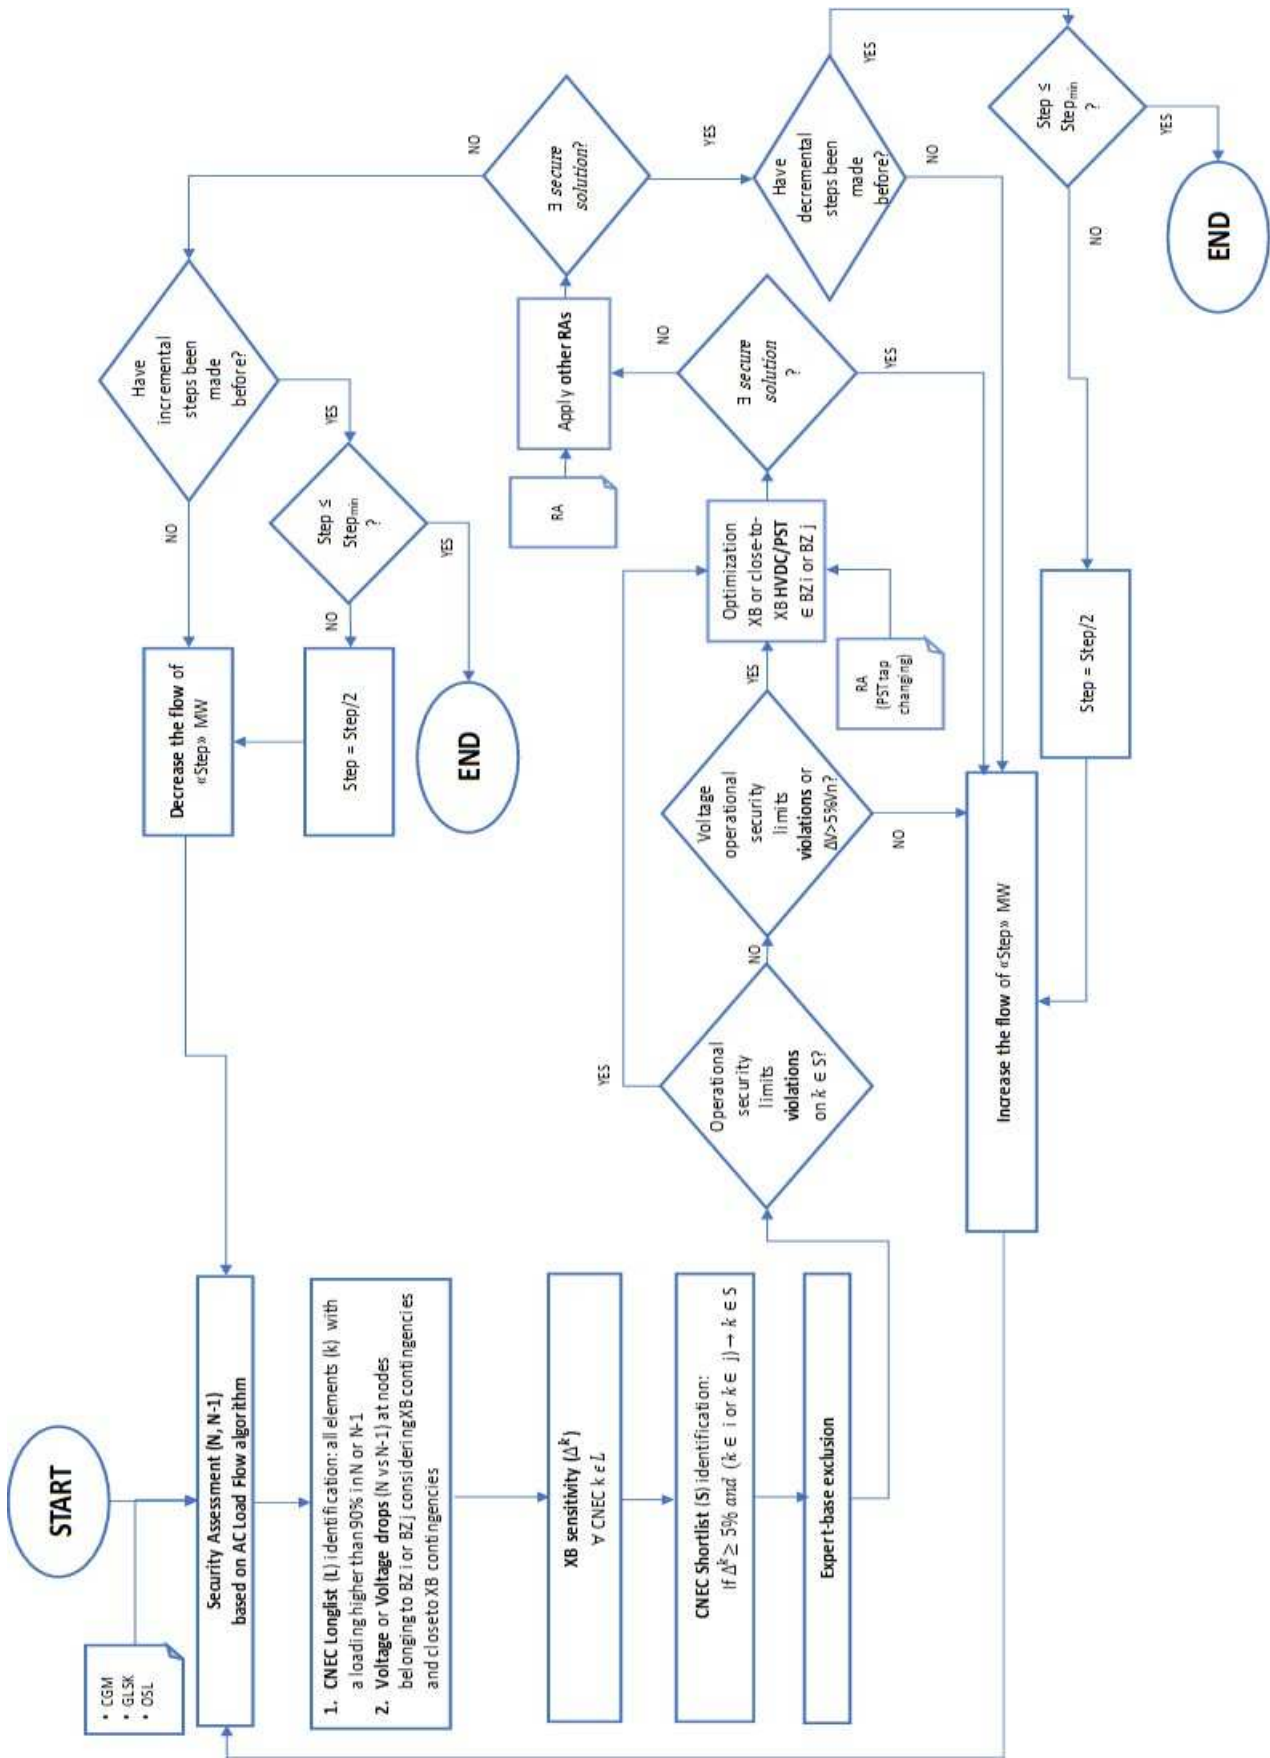 START
• CGM
• GLSK
• OSL
Security Assessment (N, N-1)
based on AC Load Flow algorithm
1. CNEC Longlist (L) identification: all elements (k) with
a loading higher than 90% in N or N-1
2. Voltage or Voltage drops (N vs N-1) at nodes
belonging to BZ i or BZ j considering XB contingencies
and close to XB contingencies
XB sensitivity (Δᵏ)
∀ CNEC k ϵ L
CNEC Shortlist (S) identification:
If Δᵏ ≥ 5% and (k ∈ i or k ∈ j) → k ∈ S
Expert-base exclusion
Operational
security
limits
violations
on k ∈ S?
YES
NO
Voltage
operational
security
limits
violations or
ΔV>5%Vn?
YES
NO
Optimization
XB or close-to-
XB HVDC/PST
∈ BZ i or BZ j
RA
(PST tap
changing)
∃ secure
solution
?
NO
YES
RA
Apply other RAs
∃ secure
solution?
NO
YES
Have
incremental
steps been
made
before?
NO
YES
Step ≤
Stepmin
?
NO
YES
Step = Step/2
END
Decrease the flow of
«Step» MW
Have
decremental
steps been
made
before?
YES
NO
Step ≤
Stepmin
?
YES
NO
END
Step = Step/2
Increase the flow of «Step» MW